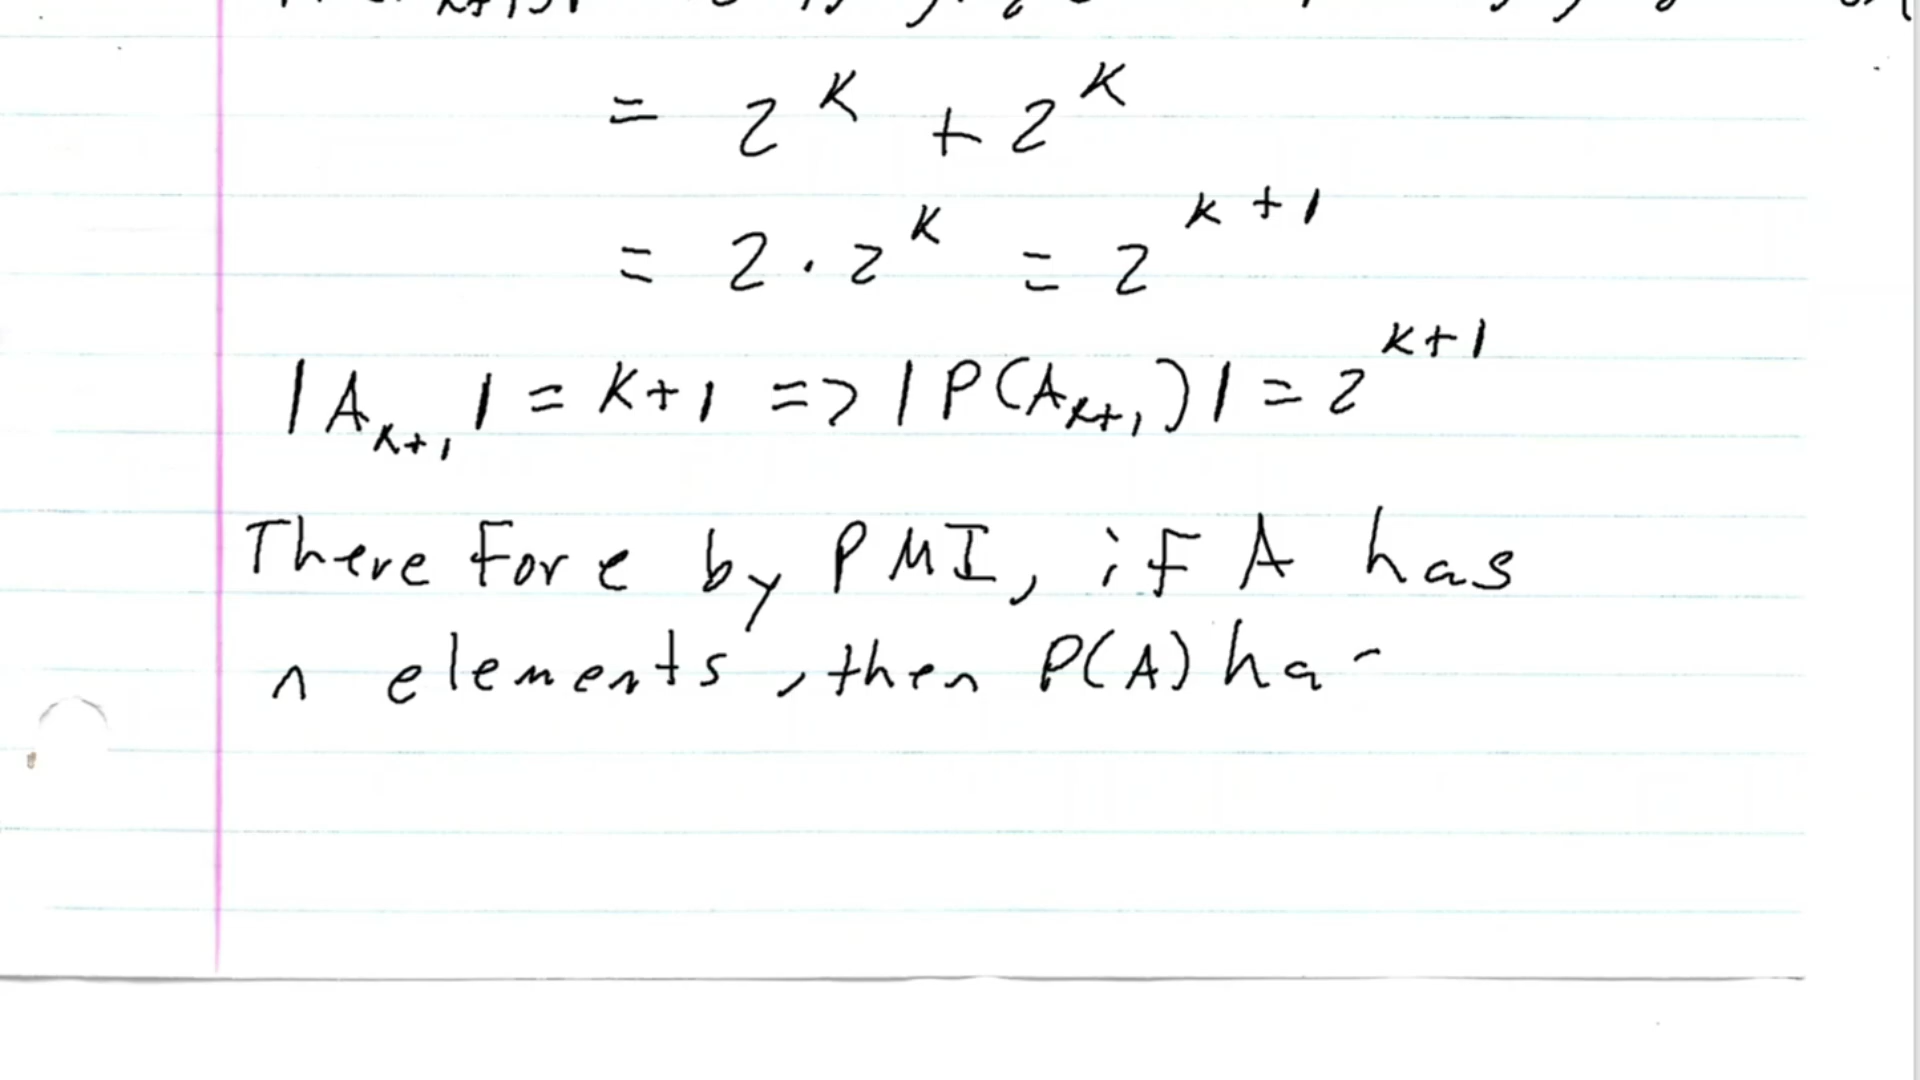 = 2^k + 2^k
= 2 · 2^k = 2^(k+1)
|A_(k+1)| = k+1 => |P(A_(k+1))| = 2^(k+1)
Therefore by PMI, if A has
n elements, then P(A) ha